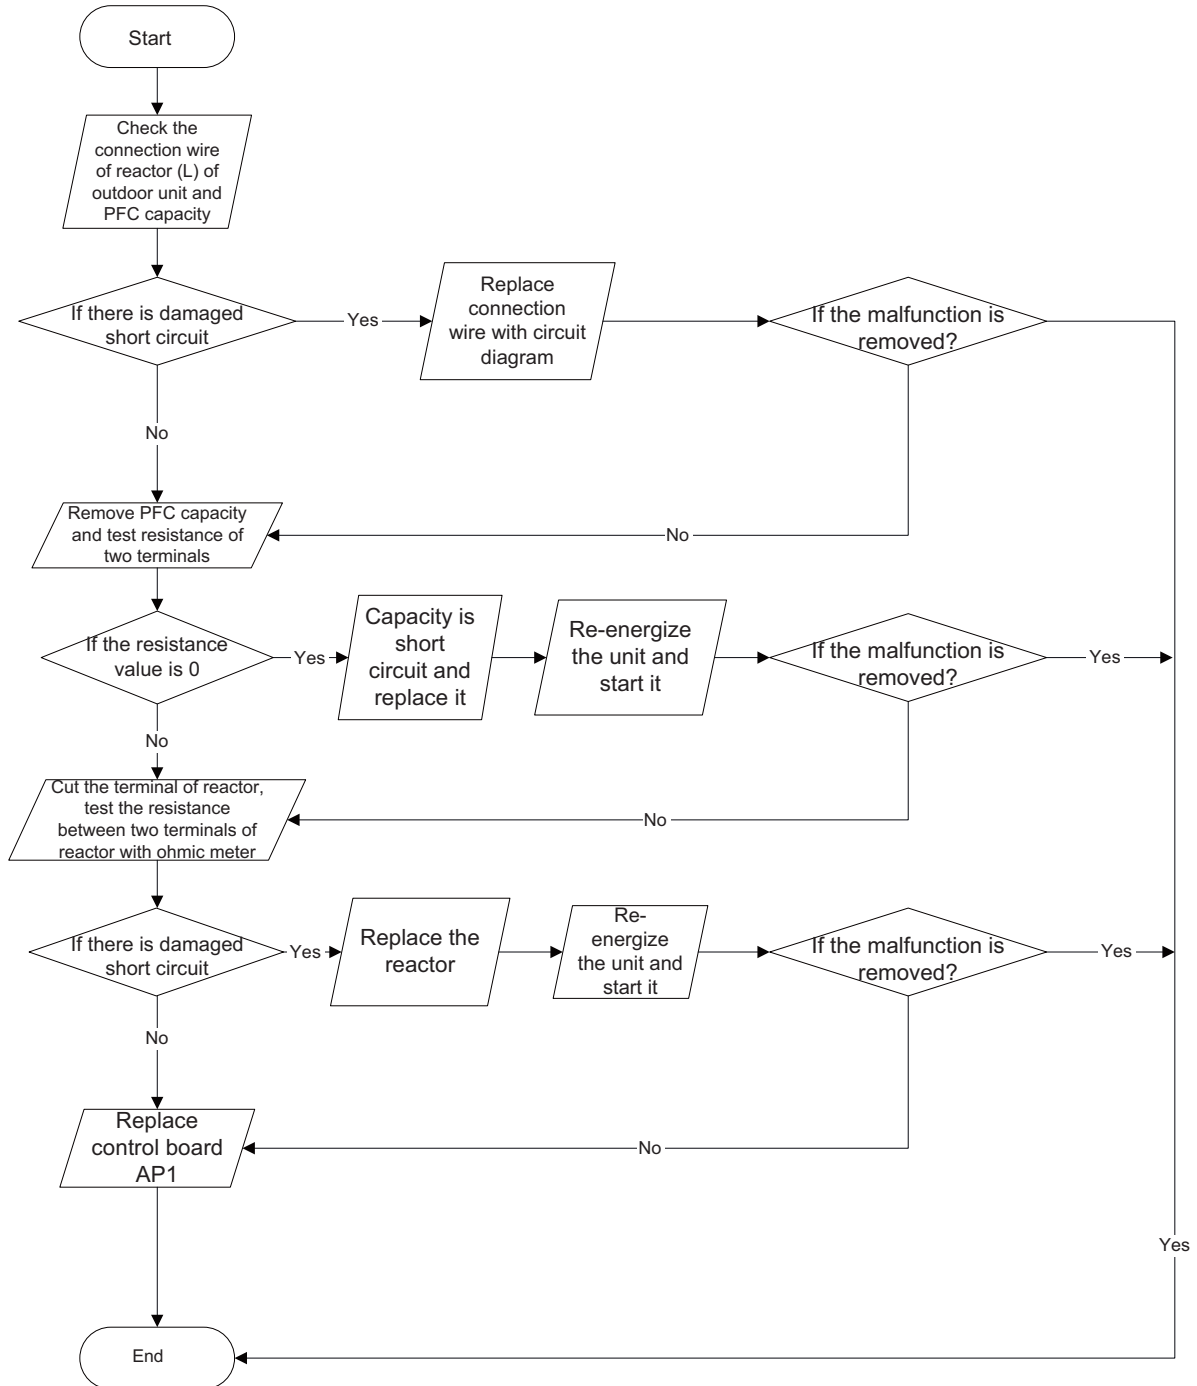 Start
Check the
connection wire
of reactor (L) of
outdoor unit and
PFC capacity
If there is damaged
short circuit
Yes
Replace
connection
wire with circuit
diagram
If the malfunction is
removed?
No
Remove PFC capacity
and test resistance of
two terminals
No
If the resistance
value is 0
Yes
Capacity is
short
circuit and
replace it
Re-energize
the unit and
start it
If the malfunction is
removed?
Yes
No
Cut the terminal of reactor,
test the resistance
between two terminals of
reactor with ohmic meter
No
If there is damaged
short circuit
Yes
Replace the
reactor
Re-
energize
the unit and
start it
If the malfunction is
removed?
Yes
No
Replace
control board
AP1
No
Yes
End